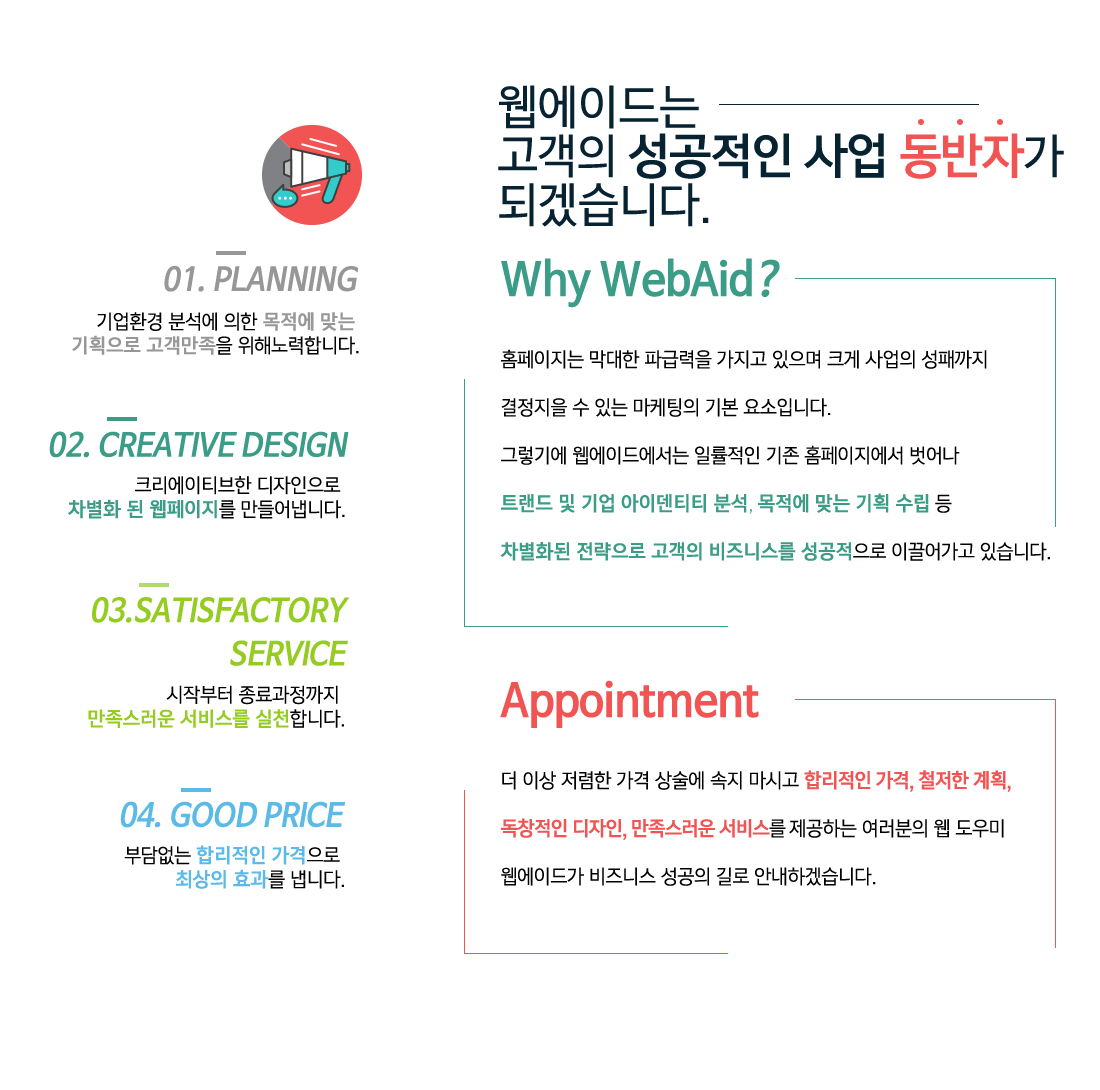 웹에이드는
고객의 성공적인 사업 동반자가
되겠습니다.
01. PLANNING
기업환경 분석에 의한 목적에 맞는
기획으로 고객만족을 위해노력합니다.
02. CREATIVE DESIGN
크리에이티브한 디자인으로
차별화 된 웹페이지를 만들어냅니다.
03.SATISFACTORY
SERVICE
시작부터 종료과정까지
만족스러운 서비스를 실천합니다.
04. GOOD PRICE
부담없는 합리적인 가격으로
최상의 효과를 냅니다.
Why WebAid?
홈페이지는 막대한 파급력을 가지고 있으며 크게 사업의 성패까지
결정지을 수 있는 마케팅의 기본 요소입니다.
그렇기에 웹에이드에서는 일률적인 기존 홈페이지에서 벗어나
트랜드 및 기업 아이덴티티 분석, 목적에 맞는 기획 수립 등
차별화된 전략으로 고객의 비즈니스를 성공적으로 이끌어가고 있습니다.
Appointment
더 이상 저렴한 가격 상술에 속지 마시고 합리적인 가격, 철저한 계획,
독창적인 디자인, 만족스러운 서비스를 제공하는 여러분의 웹 도우미
웹에이드가 비즈니스 성공의 길로 안내하겠습니다.